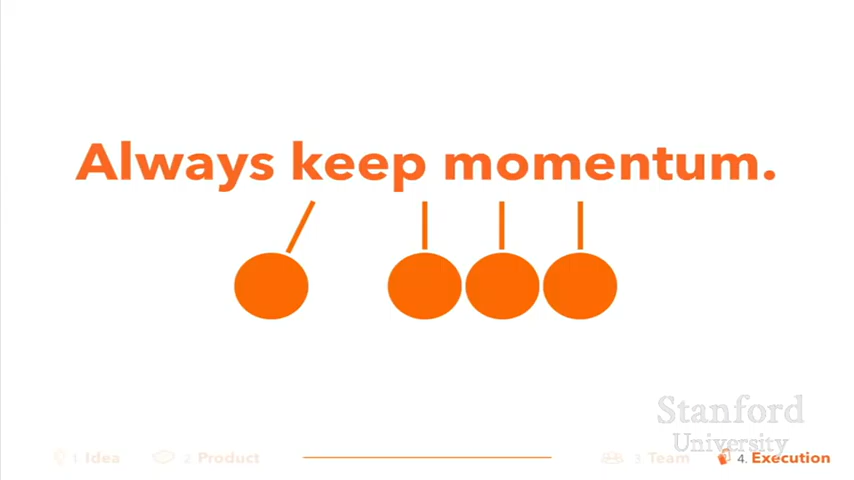 Always keep momentum.
Stanford
University
1. Idea
2. Product
3. Team
4. Execution